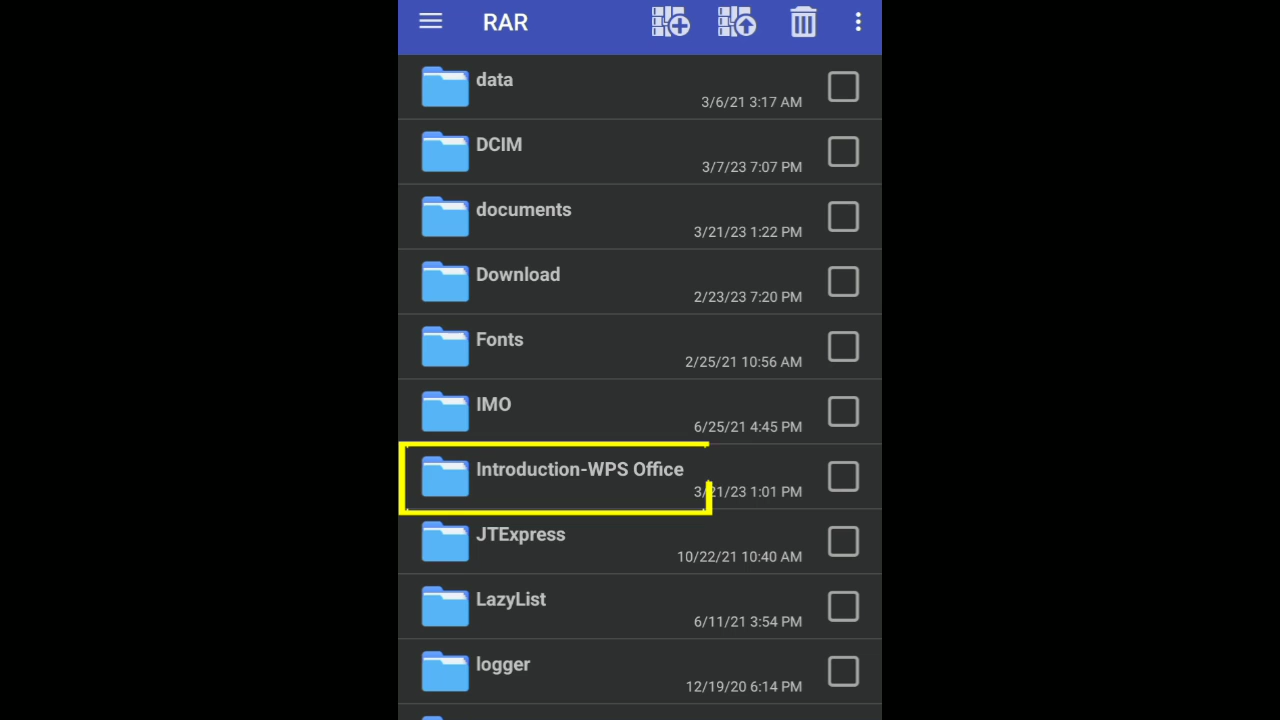 RAR
data
3/6/21 3:17 AM
DCIM
3/7/23 7:07 PM
documents
3/21/23 1:22 PM
Download
2/23/23 7:20 PM
Fonts
2/25/21 10:56 AM
IMO
6/25/21 4:45 PM
Introduction-WPS Office
3/21/23 1:01 PM
JTExpress
10/22/21 10:40 AM
LazyList
6/11/21 3:54 PM
logger
12/19/20 6:14 PM